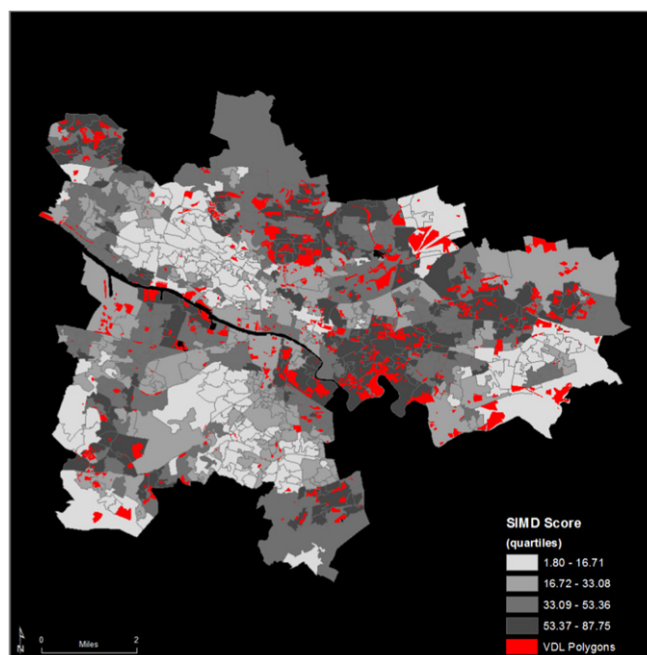 SIMD Score
(quartiles)
1.80 - 16.71
16.72 - 33.08
33.09 - 53.36
53.37 - 87.75
VDL Polygons
N
0 2
Miles